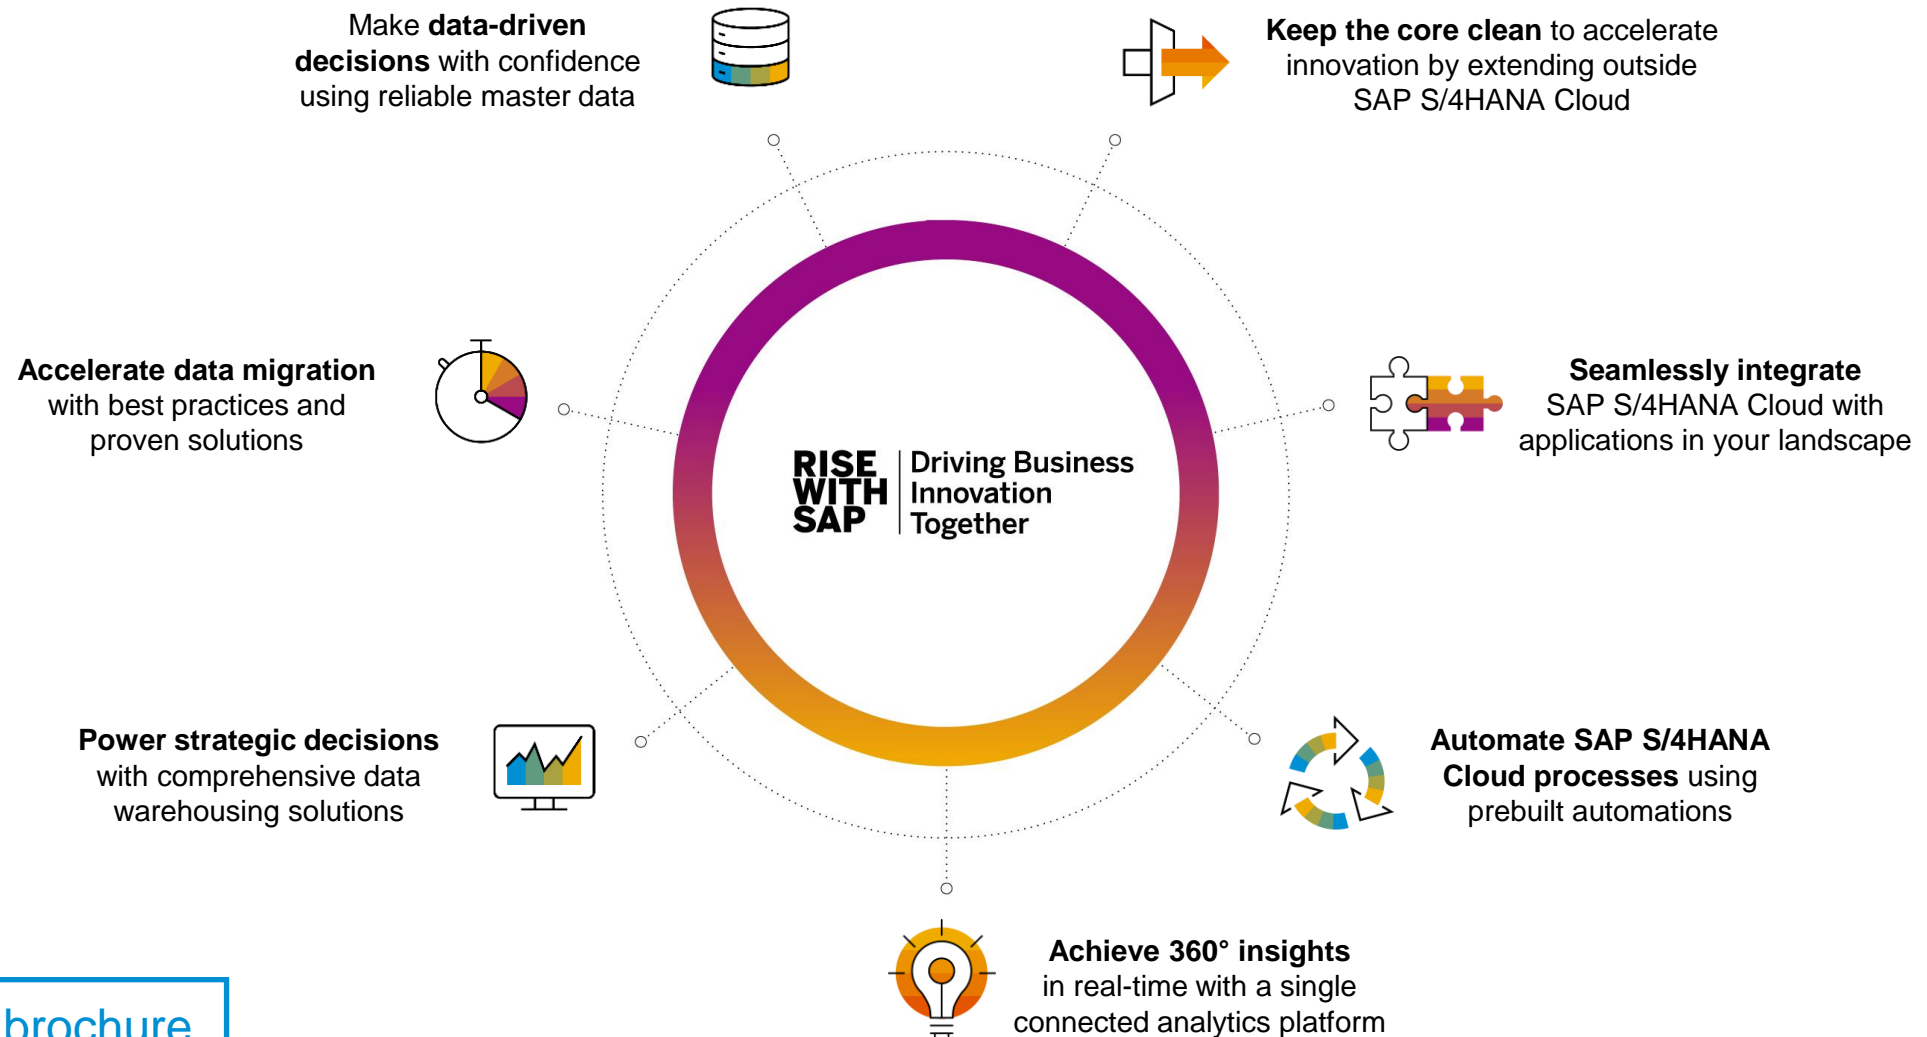 Make data-driven
decisions with confidence
using reliable master data
Keep the core clean to accelerate
innovation by extending outside
SAP S/4HANA Cloud
Accelerate data migration
with best practices and
proven solutions
Seamlessly integrate
SAP S/4HANA Cloud with
applications in your landscape
RISE
WITH
SAP
Driving Business
Innovation
Together
Power strategic decisions
with comprehensive data
warehousing solutions
Automate SAP S/4HANA
Cloud processes using
prebuilt automations
Achieve 360° insights
in real-time with a single
connected analytics platform
brochure